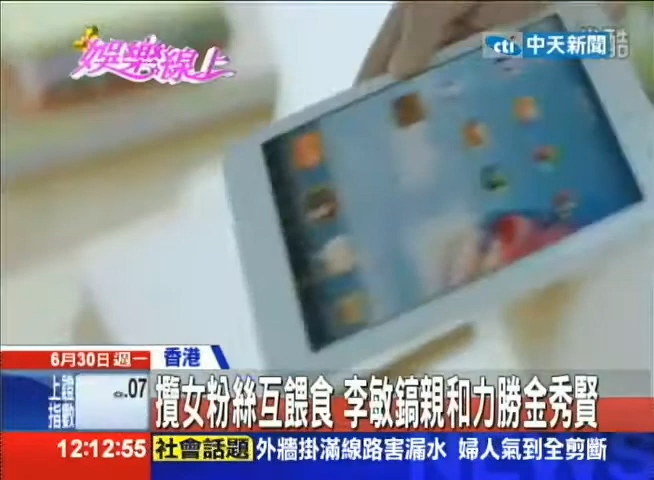 娛樂線上
cti 中天新聞
酷
6月30日週一
香港
上證指數
.07
攬女粉絲互餵食 李敏鎬親和力勝金秀賢
12:12:55
社會話題
外牆掛滿線路害漏水 婦人氣到全剪斷
NEWS